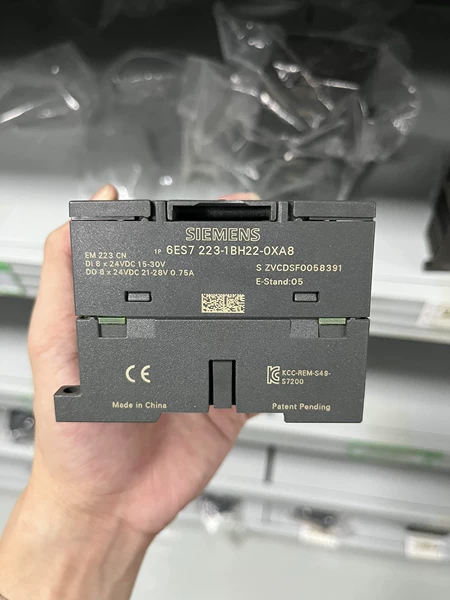 SIEMENS
1P 6ES7 223-1BH22-0XA8
EM 223 CN
DI 8 x 24VDC 15-30V
DO 8 x 24VDC 21-28V 0.75A
S ZVCDSF0058391
E-Stand:05
CE
KCC-REM-S49-
S7200
Made in China
Patent Pending